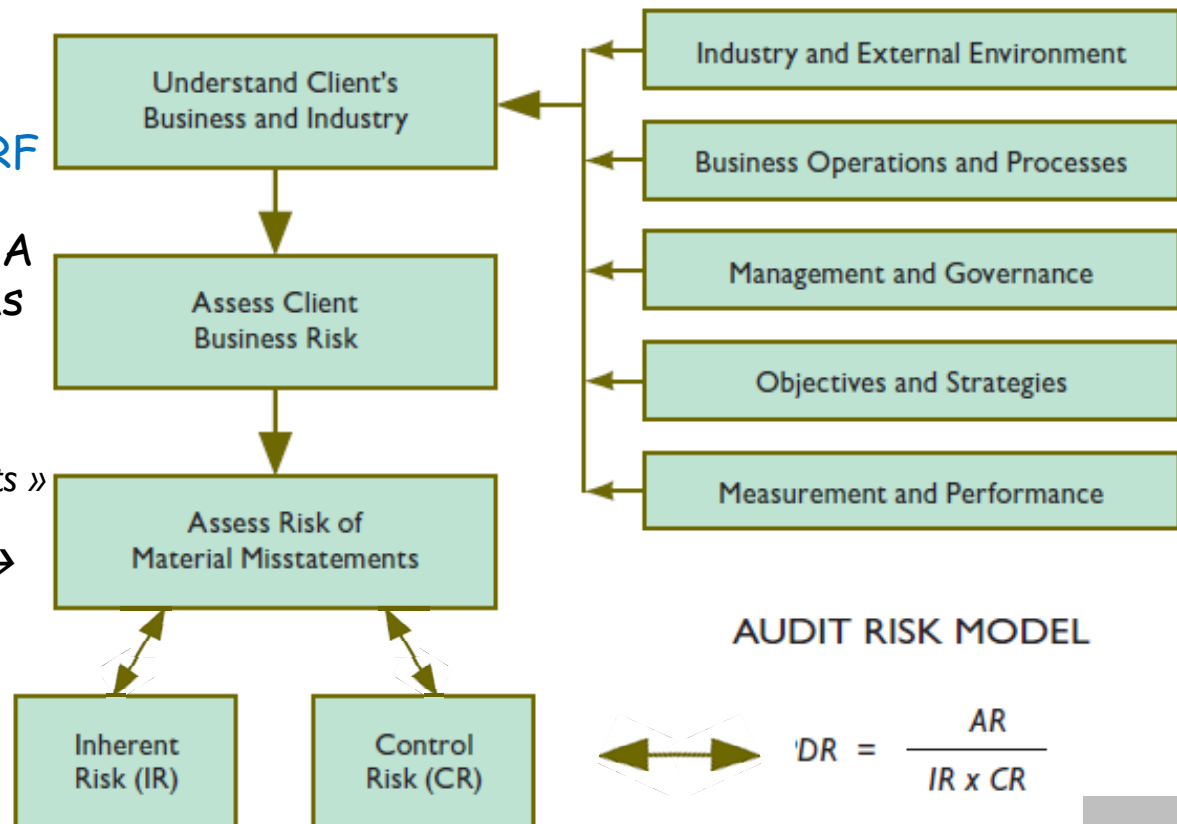 RF
A
s
ts »
→
Understand Client's
Business and Industry
Assess Client
Business Risk
Assess Risk of
Material Misstatements
Inherent
Risk (IR)
Control
Risk (CR)
Industry and External Environment
Business Operations and Processes
Management and Governance
Objectives and Strategies
Measurement and Performance
AUDIT RISK MODEL
DR = AR
IR x CR